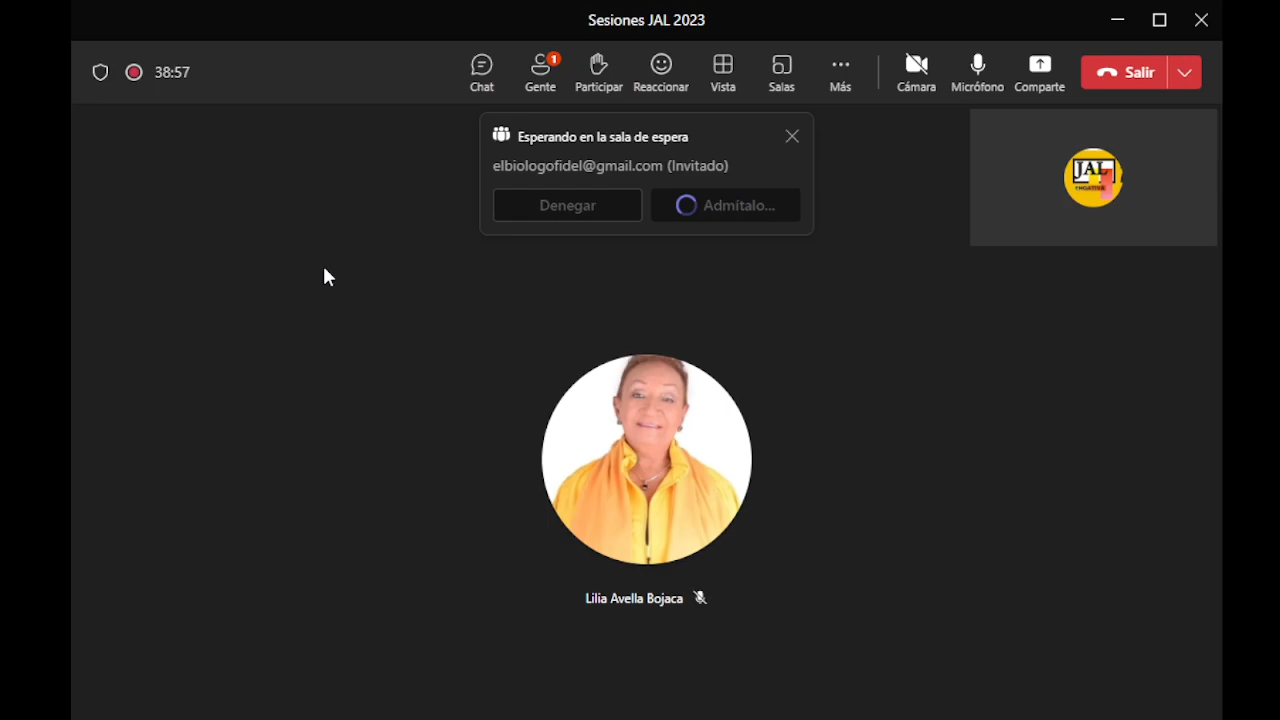 Sesiones JAL 2023
38:57
Chat
Gente
1
Participar
Reaccionar
Vista
Salas
Más
Cámara
Micrófono
Comparte
Salir
Esperando en la sala de espera
elbiologofidel@gmail.com (Invitado)
Denegar
Admítalo...
JAL
Lilia Avella Bojaca